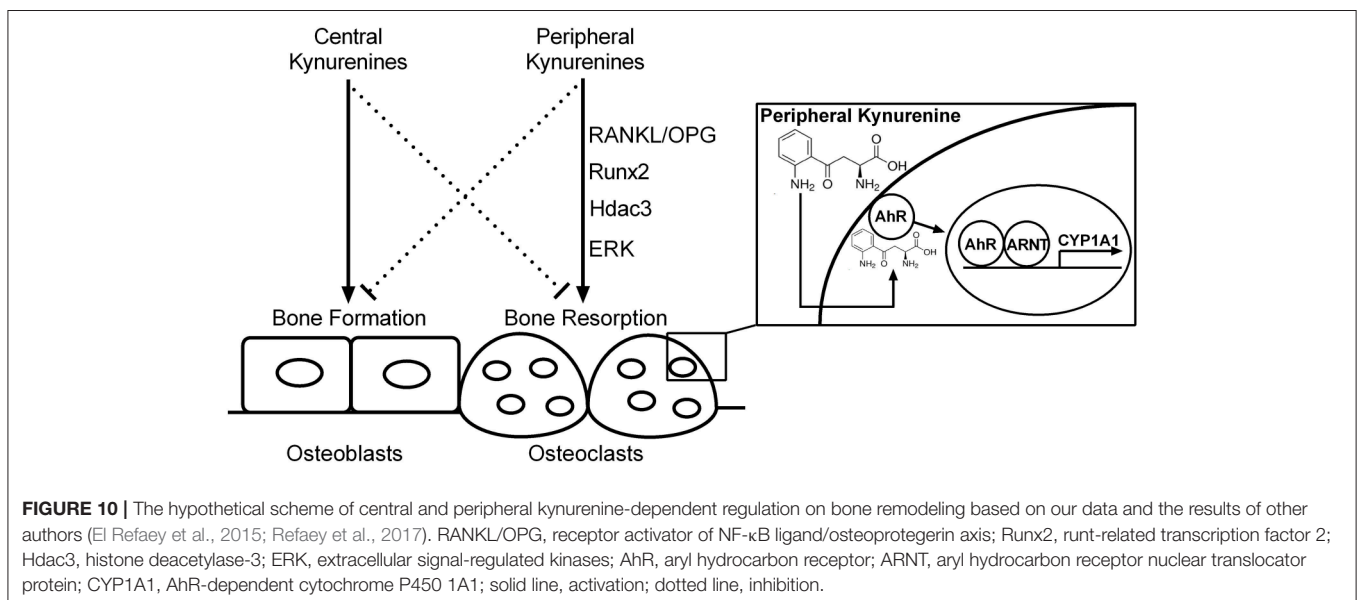 Central
Kynurenines
Peripheral
Kynurenines
RANKL/OPG
Runx2
Hdac3
ERK
Bone Formation
Bone Resorption
Osteoblasts
Osteoclasts
Peripheral Kynurenine
O
OH
NH₂
O
NH₂
AhR
O
OH
NH₂
O
NH₂
AhR
ARNT
CYP1A1
FIGURE 10 | The hypothetical scheme of central and peripheral kynurenine-dependent regulation on bone remodeling based on our data and the results of other
authors (El Refaey et al., 2015; Refaey et al., 2017). RANKL/OPG, receptor activator of NF-κB ligand/osteoprotegerin axis; Runx2, runt-related transcription factor 2;
Hdac3, histone deacetylase-3; ERK, extracellular signal-regulated kinases; AhR, aryl hydrocarbon receptor; ARNT, aryl hydrocarbon receptor nuclear translocator
protein; CYP1A1, AhR-dependent cytochrome P450 1A1; solid line, activation; dotted line, inhibition.